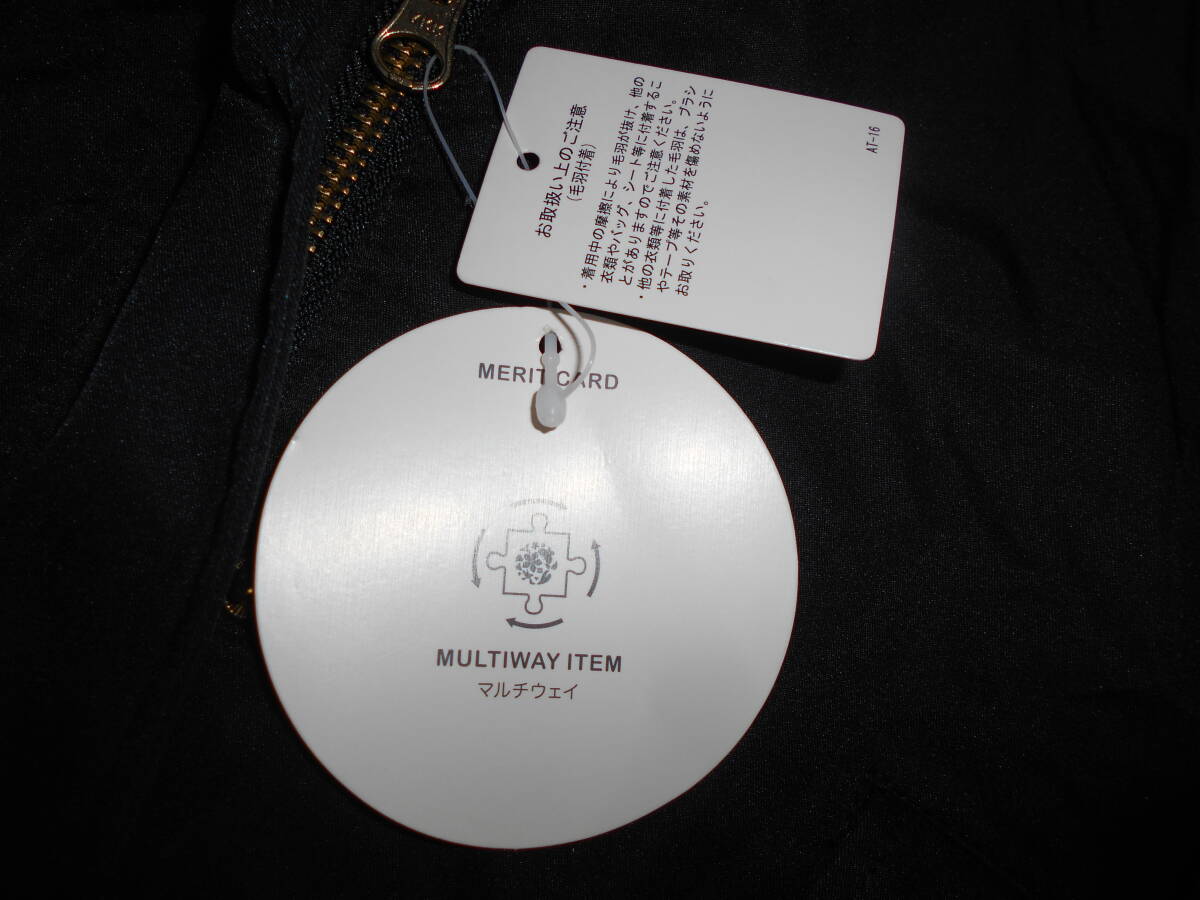 お取扱い上のご注意
(毛羽付着)
・着用中の摩擦により毛羽が抜け、他の
衣類やバッグ、シート等に付着するこ
とがありますのでご注意ください。
・他の衣類等に付着した毛羽は、ブラシ
やテープ等その素材を傷めないように
お取りください。
AT-16
MERIT CARD
MULTIWAY ITEM
マルチウェイ